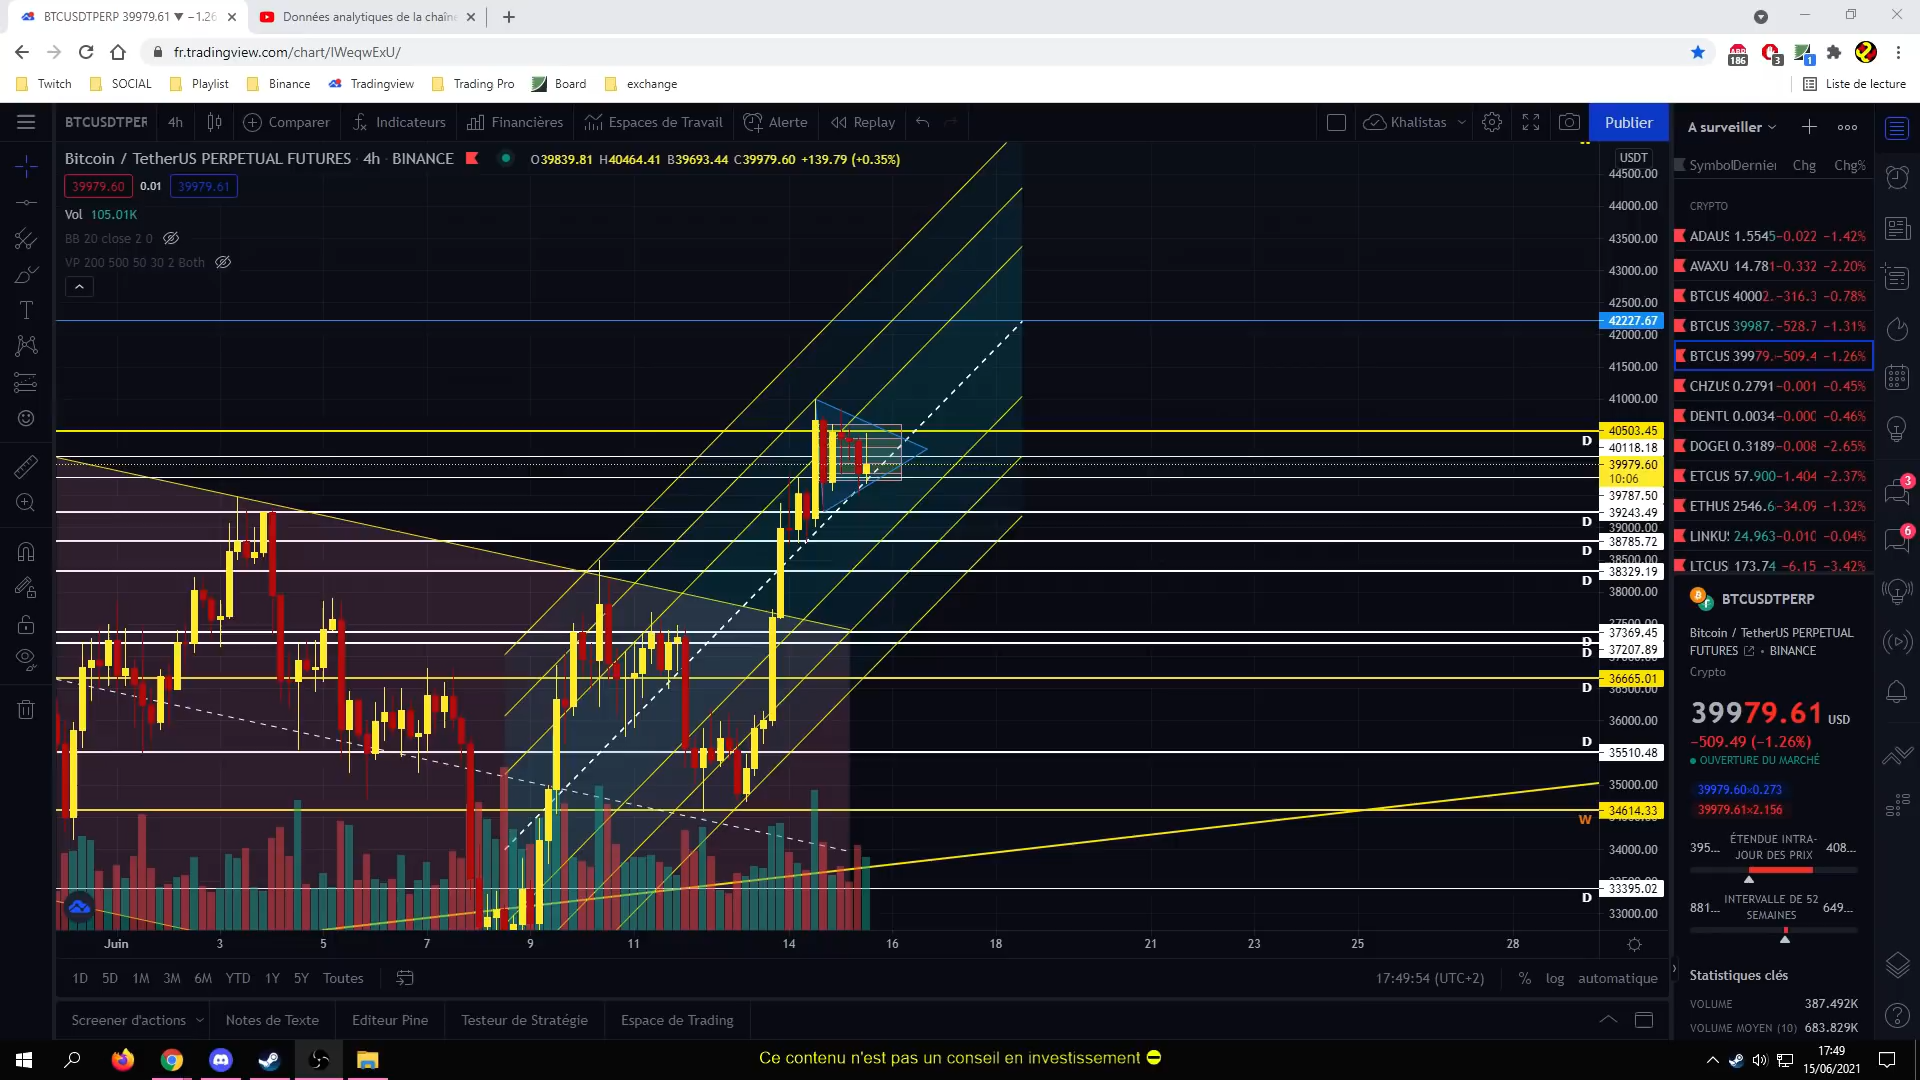 BTCUSDTPERP 39979.61 ▼ −1.26
Données analytiques de la chaîne
fr.tradingview.com/chart/IWeqwExU/
186
3
1
Twitch
SOCIAL
Playlist
Binance
Tradingview
Trading Pro
Board
exchange
Liste de lecture
BTCUSDTPER
4h
Comparer
Indicateurs
Financières
Espaces de Travail
Alerte
Replay
Khalistas
Publier
A surveiller
Bitcoin / TetherUS PERPETUAL FUTURES · 4h · BINANCE
O39839.81 H40464.41 B39693.44 C39979.60 +139.79 (+0.35%)
39979.60
0.01
39979.61
Vol 105.01K
BB 20 close 2 0
VP 200 500 50 30 2 Both
USDT
44500.00
44000.00
43500.00
43000.00
42500.00
42227.67
42000.00
41500.00
41000.00
40503.45
D
40118.18
39979.60
10:06
39787.50
39243.49
D
39000.00
38785.72
D
38500.00
38329.19
D
38000.00
37369.45
D
37207.89
D
36665.01
D
36500.00
36000.00
D
35510.48
35000.00
34614.33
W
34000.00
33395.02
D
33000.00
Juin
3
5
7
9
11
14
16
18
21
23
25
28
1D
5D
1M
3M
6M
YTD
1Y
5Y
Toutes
17:49:54 (UTC+2)
%
log
automatique
Screener d'actions
Notes de Texte
Editeur Pine
Testeur de Stratégie
Espace de Trading
Symbol Dernier Chg Chg%
CRYPTO
ADAUS 1.5545 −0.022 −1.42%
AVAXU 14.781 −0.332 −2.20%
BTCUS 40002. −316.3 −0.78%
BTCUS 39987. −528.7 −1.31%
BTCUS 39979. −509.4 −1.26%
CHZUS 0.2791 −0.001 −0.45%
DENTU 0.0034 −0.000 −0.46%
DOGEU 0.3189 −0.008 −2.65%
ETCUS 57.900 −1.404 −2.37%
ETHUS 2546.6 −34.09 −1.32%
LINKUS 24.963 −0.010 −0.04%
LTCUS 173.74 −6.15 −3.42%
BTCUSDTPERP
Bitcoin / TetherUS PERPETUAL
FUTURES • BINANCE
Crypto
39979.61 USD
−509.49 (−1.26%)
OUVERTURE DU MARCHÉ
39979.60×0.273
39979.61×2.156
395... ÉTENDUE INTRA-JOUR DES PRIX 408...
881... INTERVALLE DE 52 SEMAINES 649...
Statistiques clés
VOLUME 387.492K
VOLUME MOYEN (10) 683.829K
3
6
Ce contenu n'est pas un conseil en investissement
17:49
15/06/2021